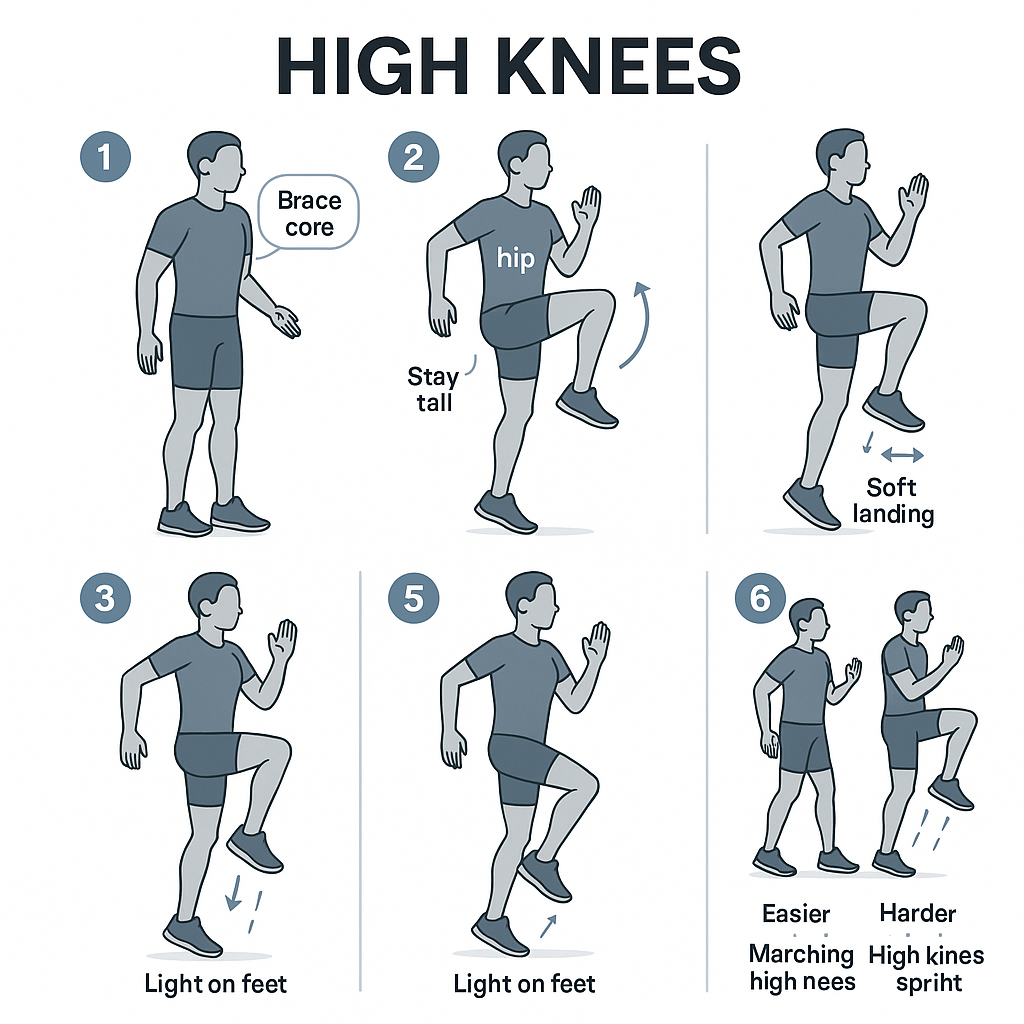 HIGH KNEES
1
Brace
core
2
hip
Stay
tall
Soft
landing
3
Light on feet
5
Light on feet
6
Easier
Marching
high nees
Harder
High kines
spriht